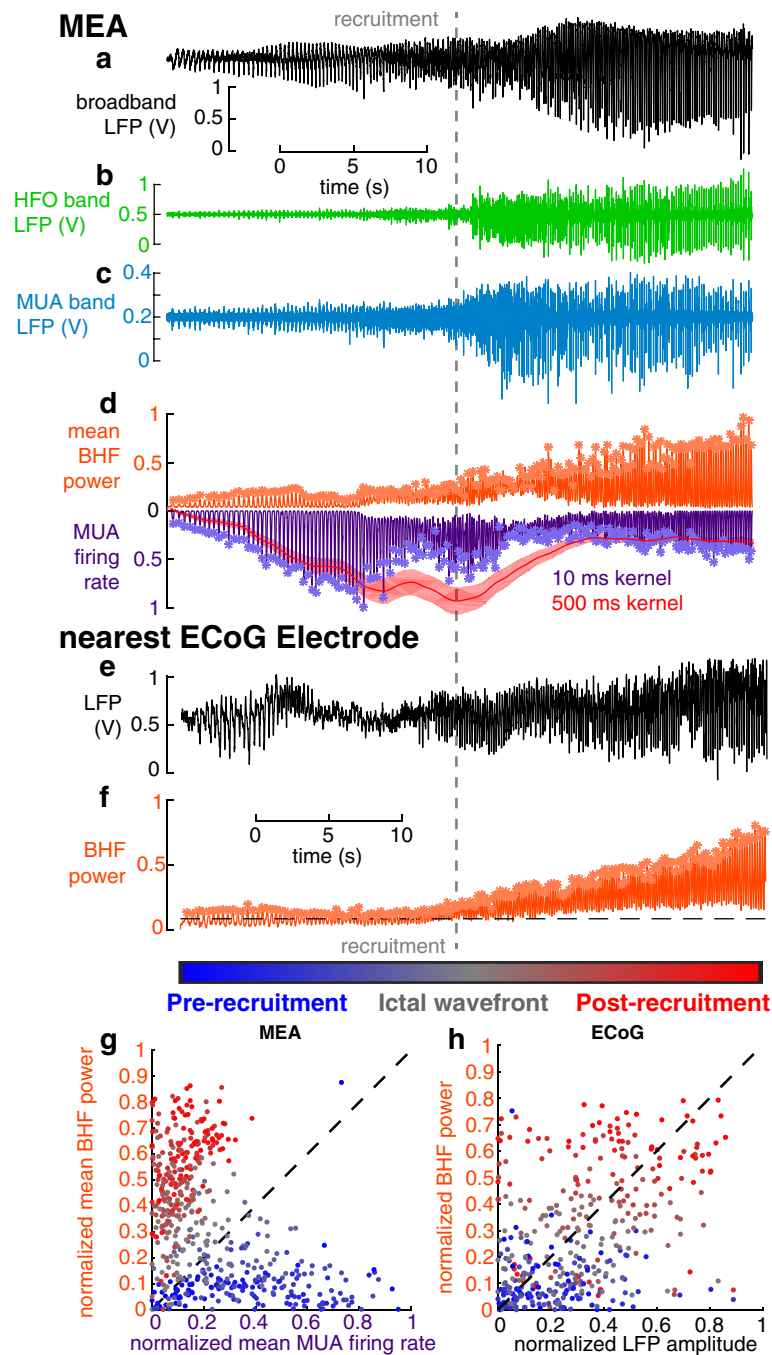 recruitment
MEA
a
broadband
LFP (V)
1
0.5
0
0 5 10
time (s)
b
HFO band
LFP (V)
1
0.5
0
c
MUA band
LFP (V)
0.4
0.2
0
d
mean
BHF
power
1
0.5
0
MUA
firing
rate
0.5
1
10 ms kernel
500 ms kernel
nearest ECoG Electrode
e
LFP
(V)
1
0.5
0
f
BHF
power
1
0.5
0
0 5 10
time (s)
recruitment
Pre-recruitment Ictal wavefront Post-recruitment
g
MEA
normalized mean BHF power
1
0.9
0.8
0.7
0.6
0.5
0.4
0.3
0.2
0.1
0
0 0.2 0.4 0.6 0.8 1
normalized mean MUA firing rate
h
ECoG
normalized BHF power
1
0.9
0.8
0.7
0.6
0.5
0.4
0.3
0.2
0.1
0
0 0.2 0.4 0.6 0.8 1
normalized LFP amplitude